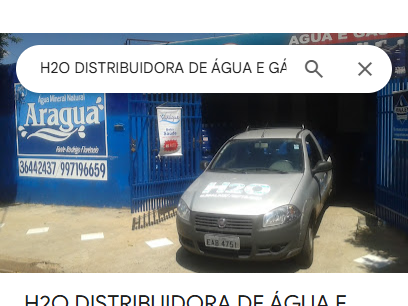 AGUA E GAS
H2O DISTRIBUIDORA DE ÁGUA E GÁ
Água Mineral Natural
Araguá
36442437 997196659
H2O
EAB 4751
H2O DISTRIBUIDORA DE ÁGUA E